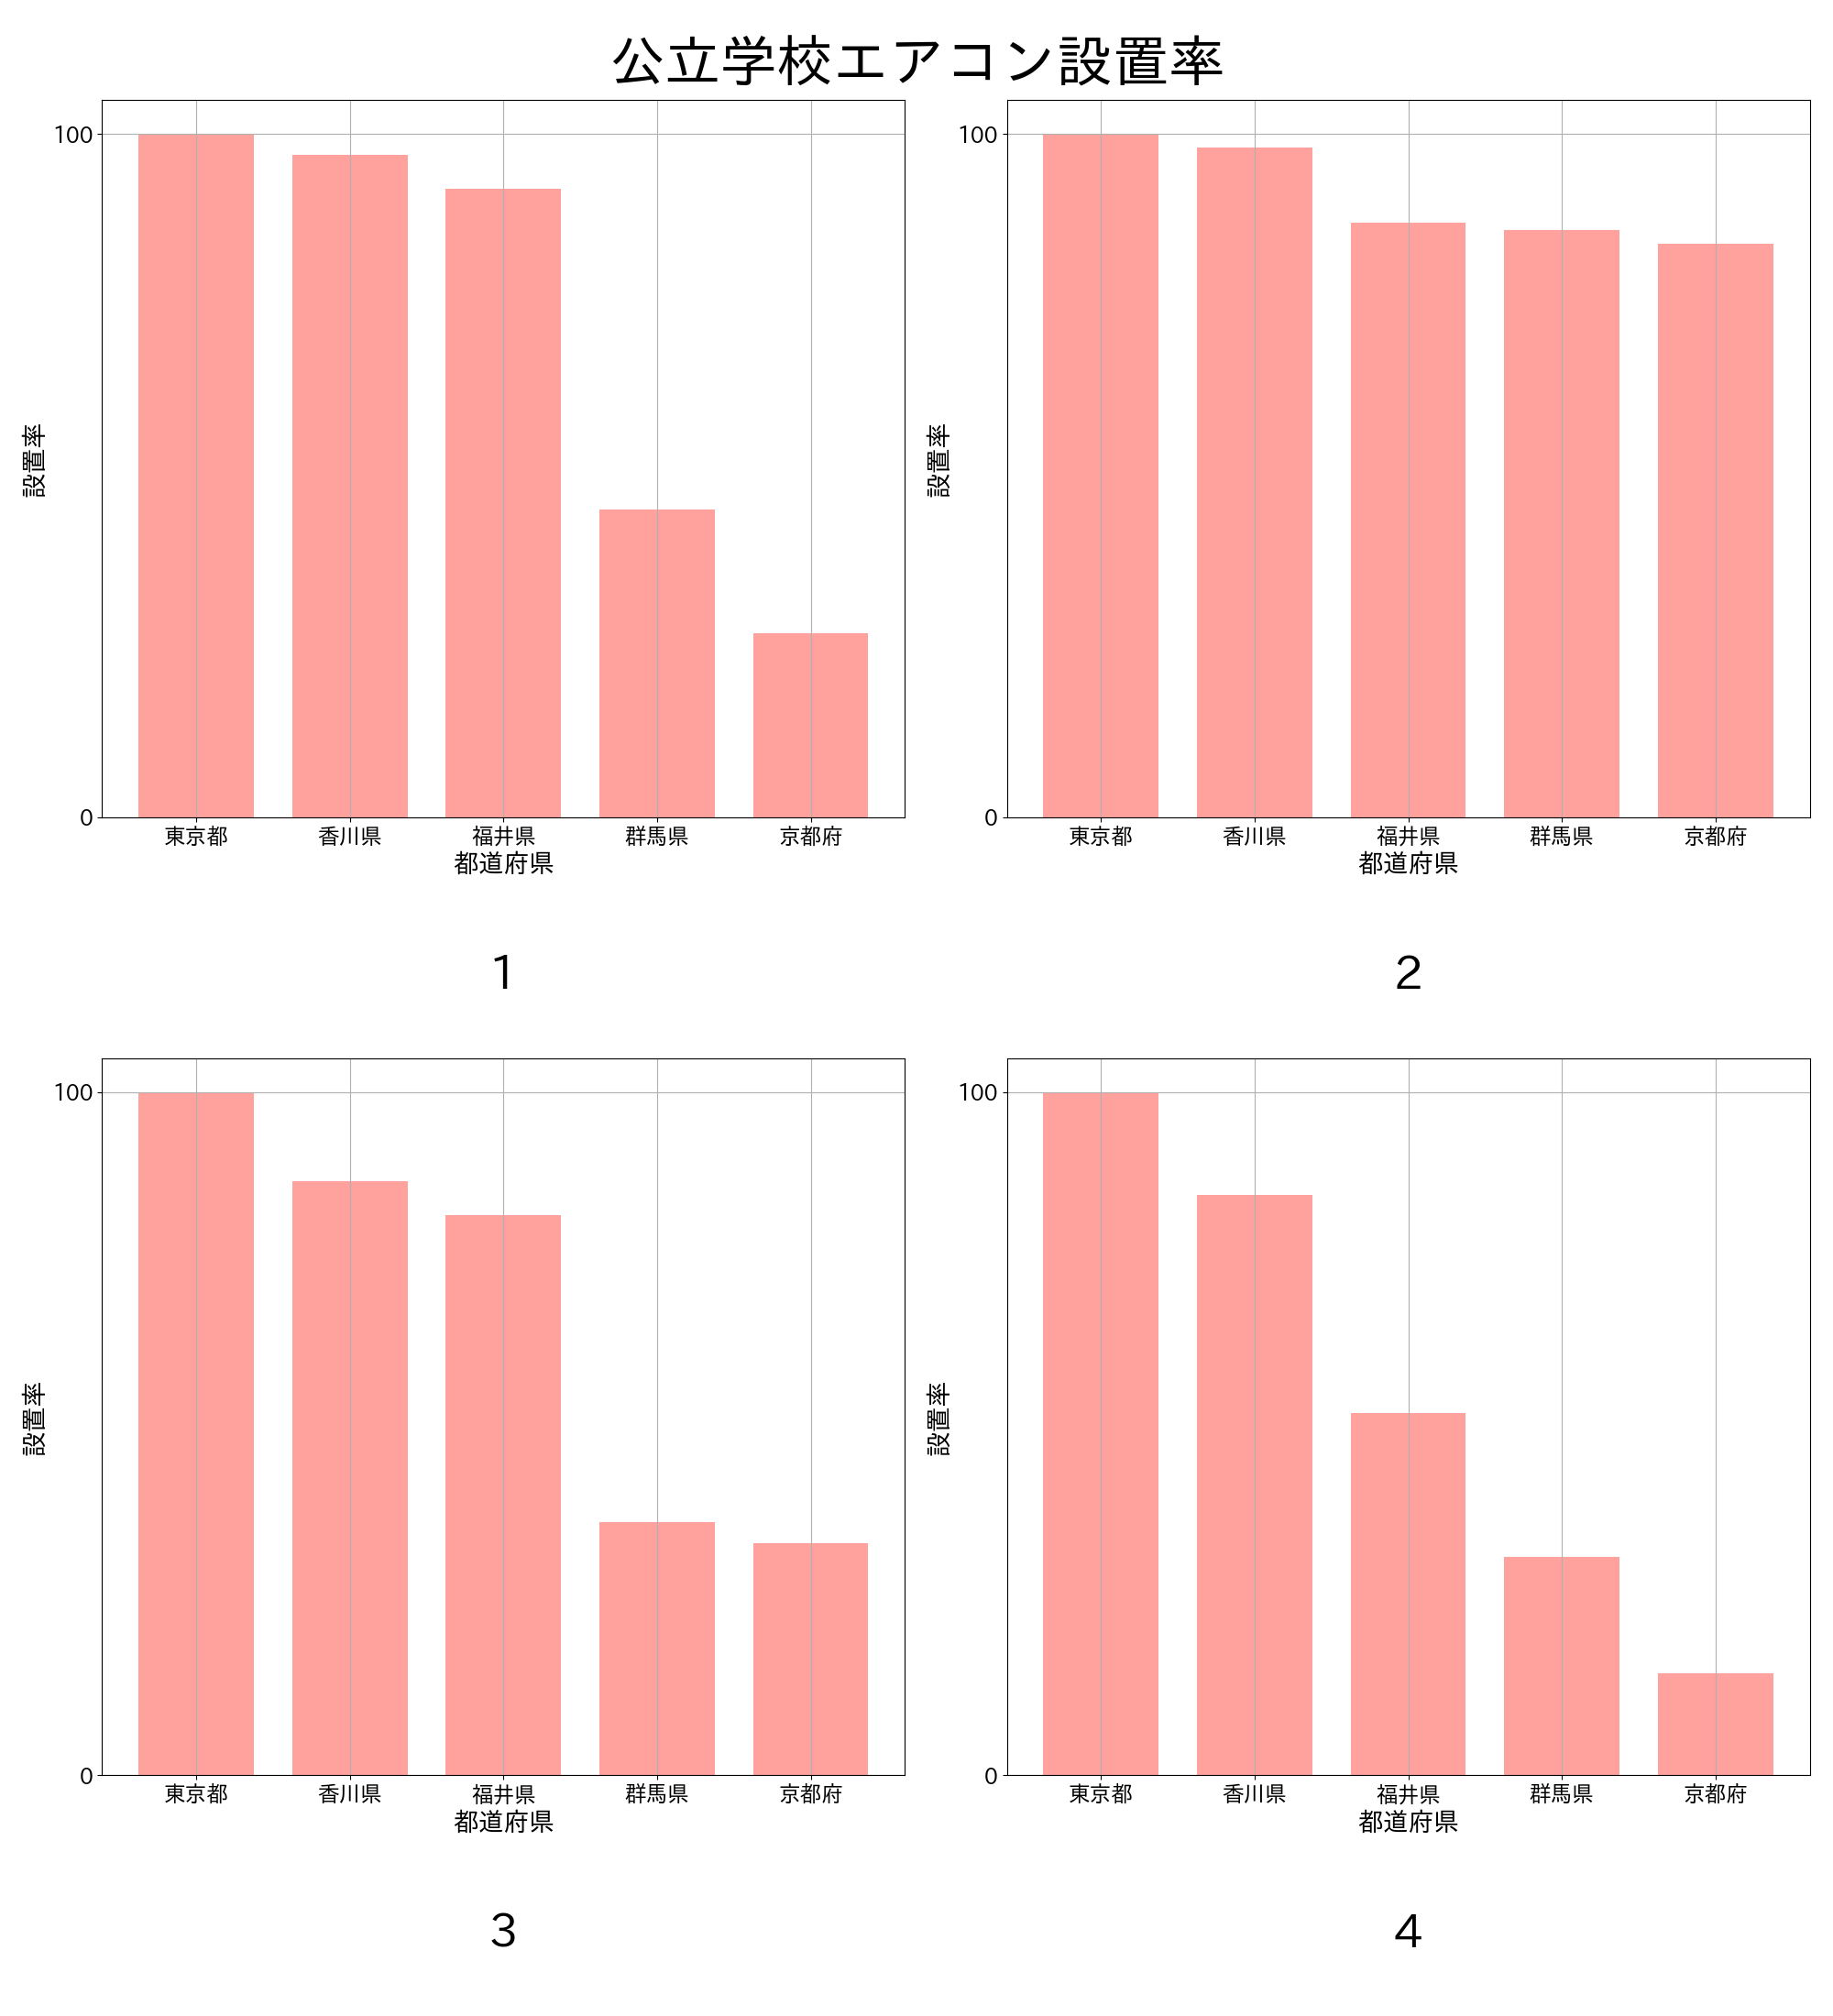 公立学校エアコン設置率
100
設置率
0
東京都 香川県 福井県 群馬県 京都府
都道府県
1
100
設置率
0
東京都 香川県 福井県 群馬県 京都府
都道府県
2
100
設置率
0
東京都 香川県 福井県 群馬県 京都府
都道府県
3
100
設置率
0
東京都 香川県 福井県 群馬県 京都府
都道府県
4